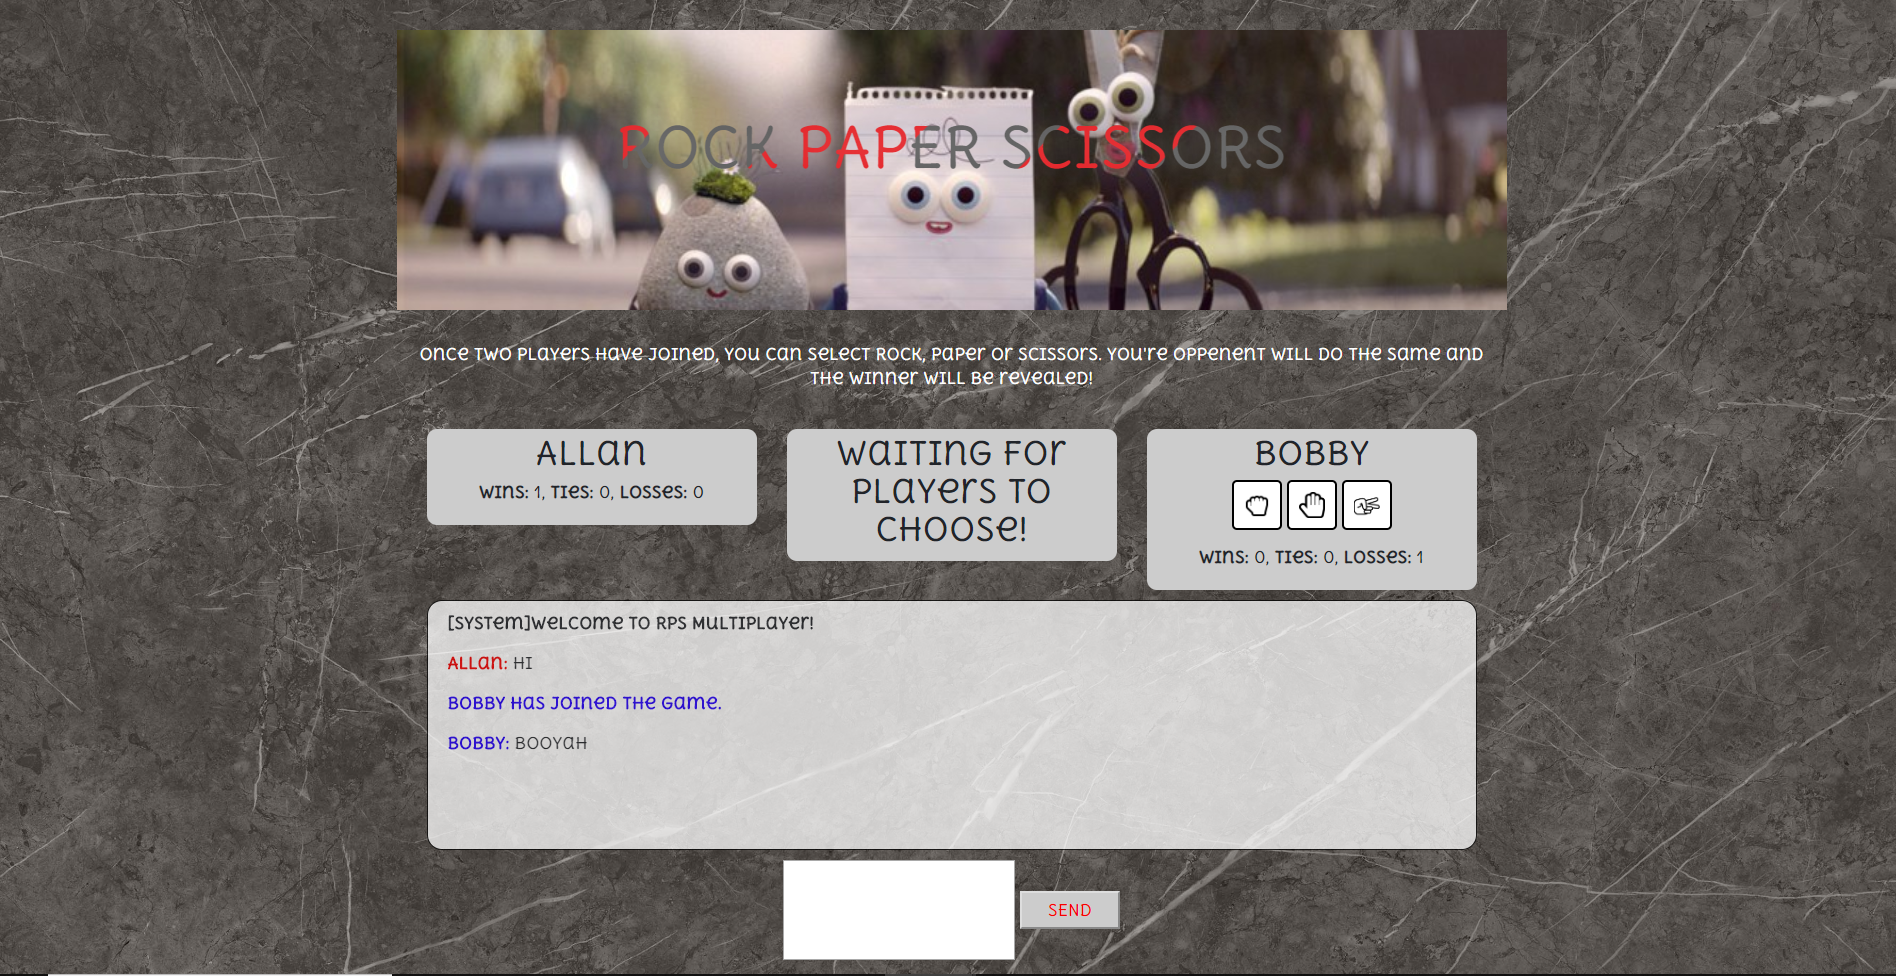 ROCK PAPER SCISSORS
Once two players have joined, you can select rock, paper or scissors. You're oppenent will do the same and
the winner will be revealed!
Allan
Wins: 1, Ties: 0, Losses: 0
Waiting for
players to
choose!
Bobby
Wins: 0, Ties: 0, Losses: 1
[System]Welcome to RPS Multiplayer!
Allan: Hi
Bobby has joined the game.
Bobby: Booyah
SEND